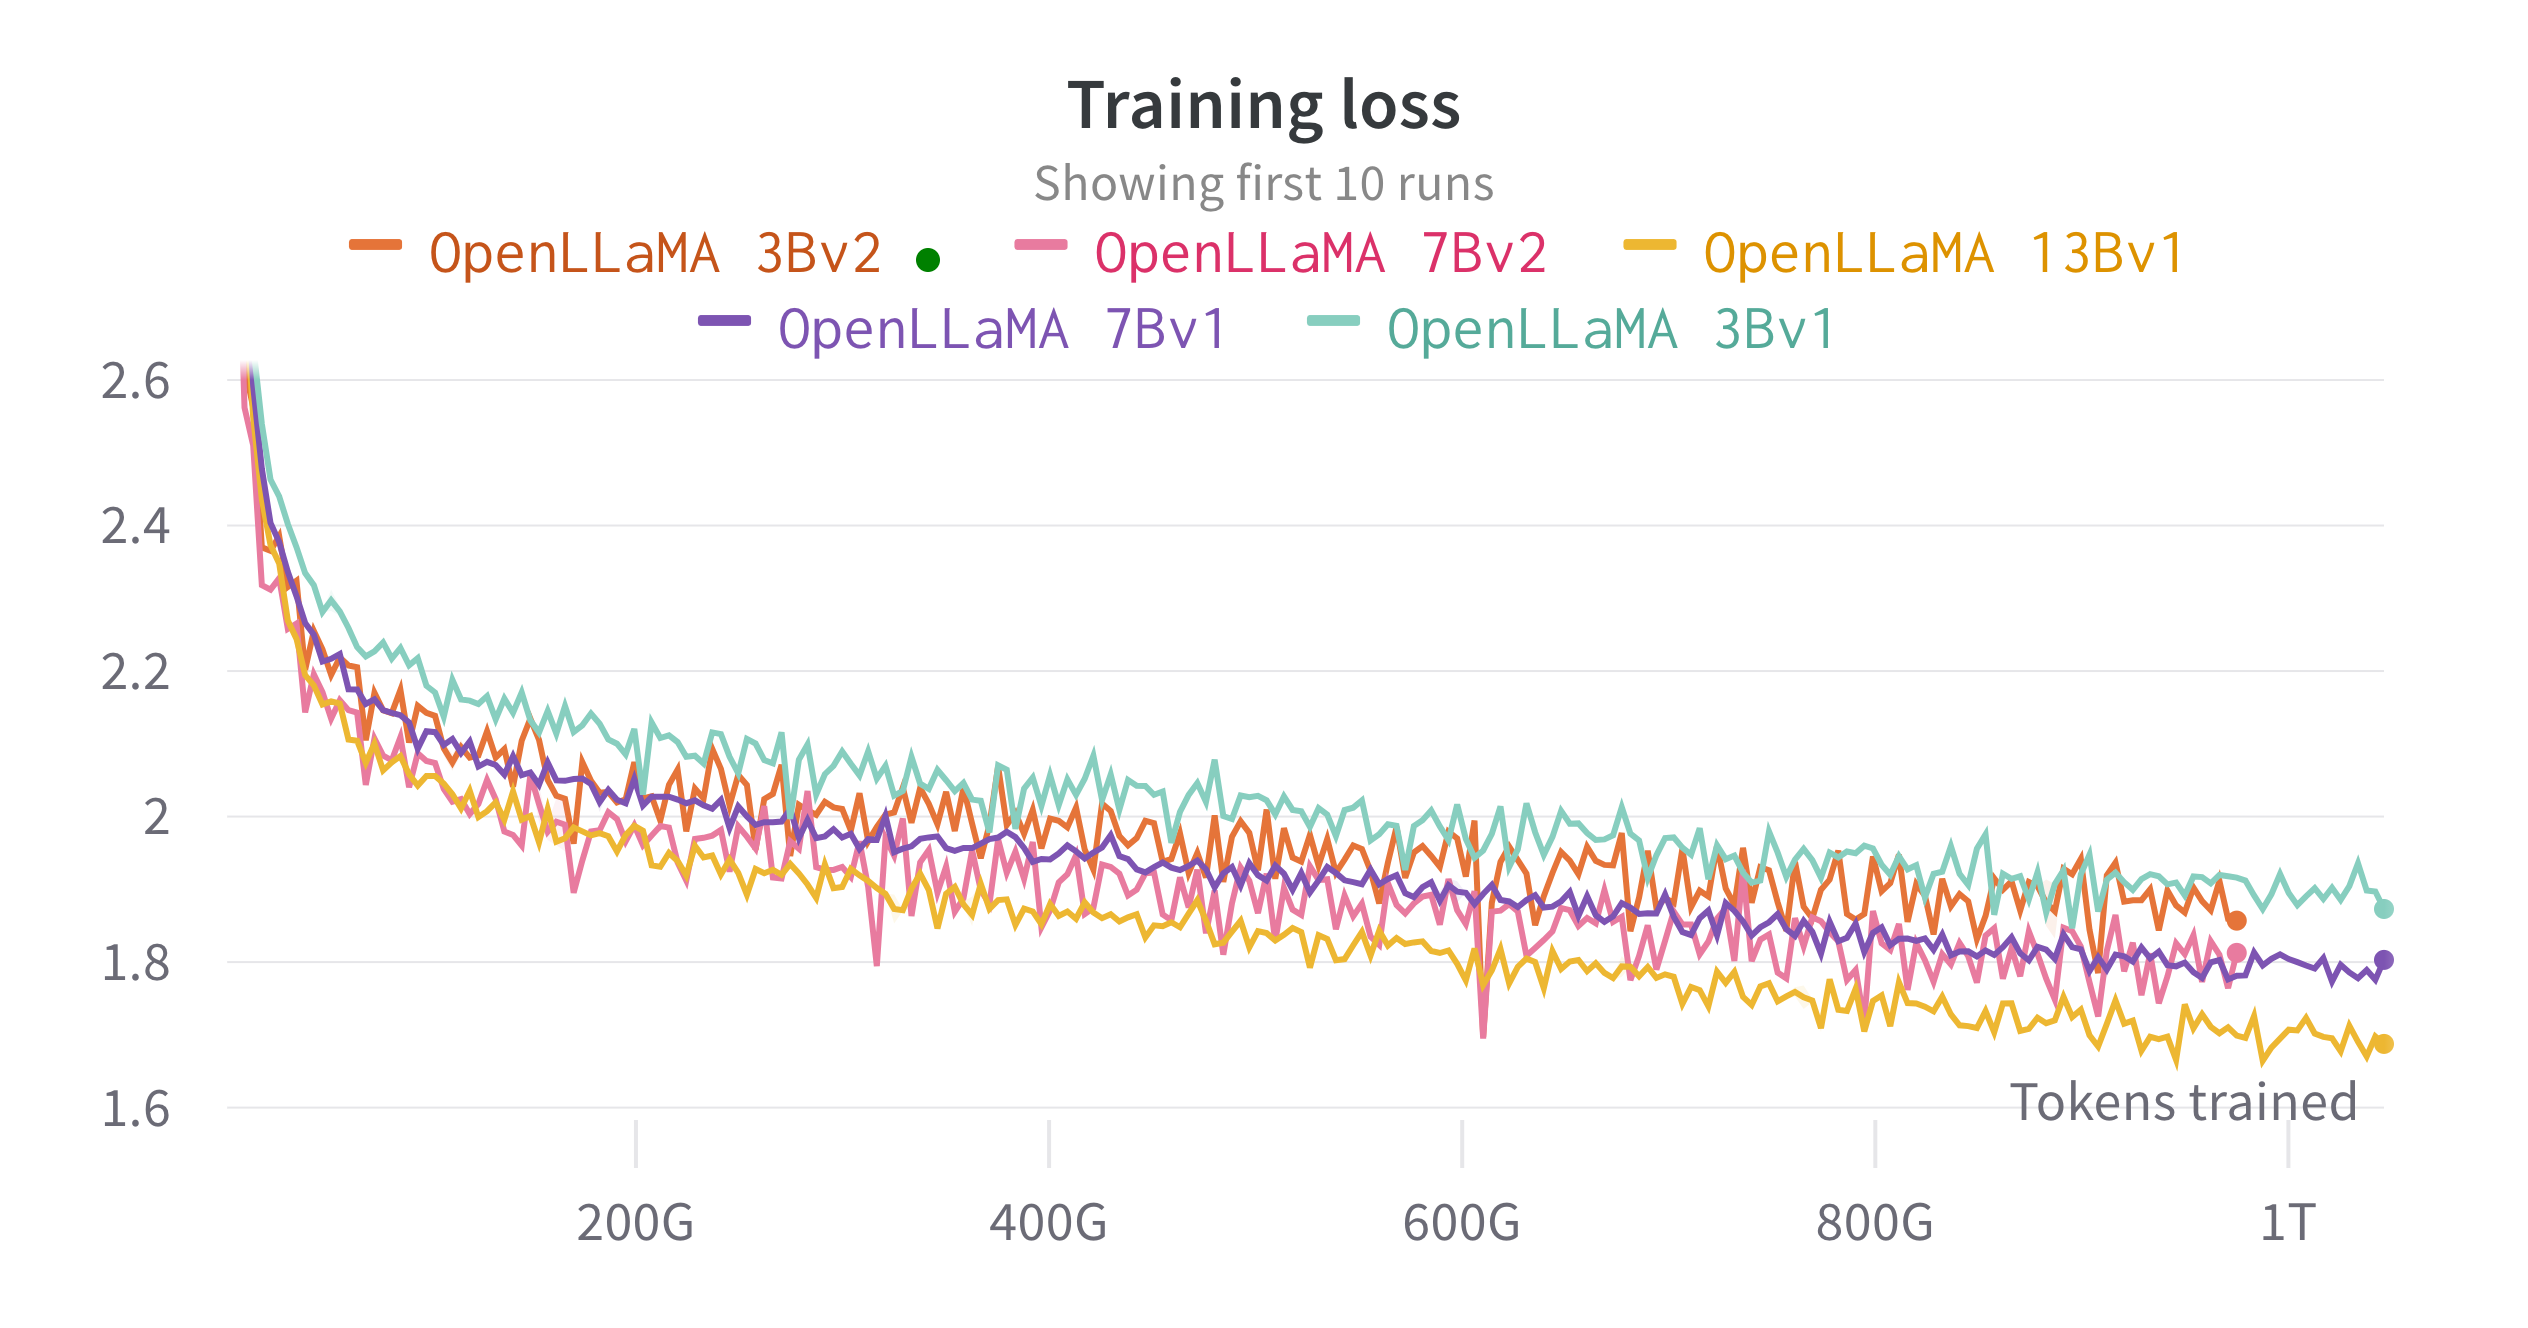 Training loss
Showing first 10 runs
OpenLLaMA 3Bv2 OpenLLaMA 7Bv2 OpenLLaMA 13Bv1
OpenLLaMA 7Bv1 OpenLLaMA 3Bv1
2.6
2.4
2.2
2
1.8
1.6
Tokens trained
200G 400G 600G 800G 1T